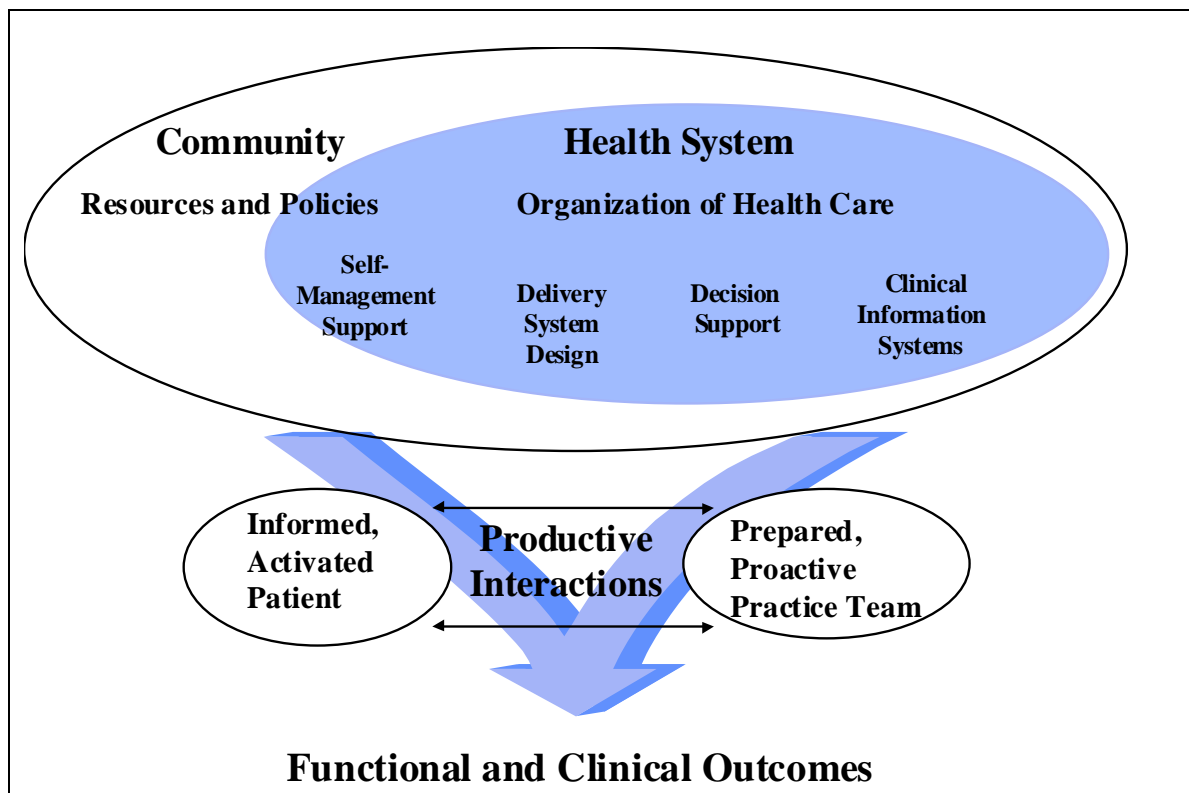 Community
Health System
Resources and Policies
Organization of Health Care
Self-
Management
Support
Delivery
System
Design
Decision
Support
Clinical
Information
Systems
Informed,
Activated
Patient
Productive
Interactions
Prepared,
Proactive
Practice Team
Functional and Clinical Outcomes